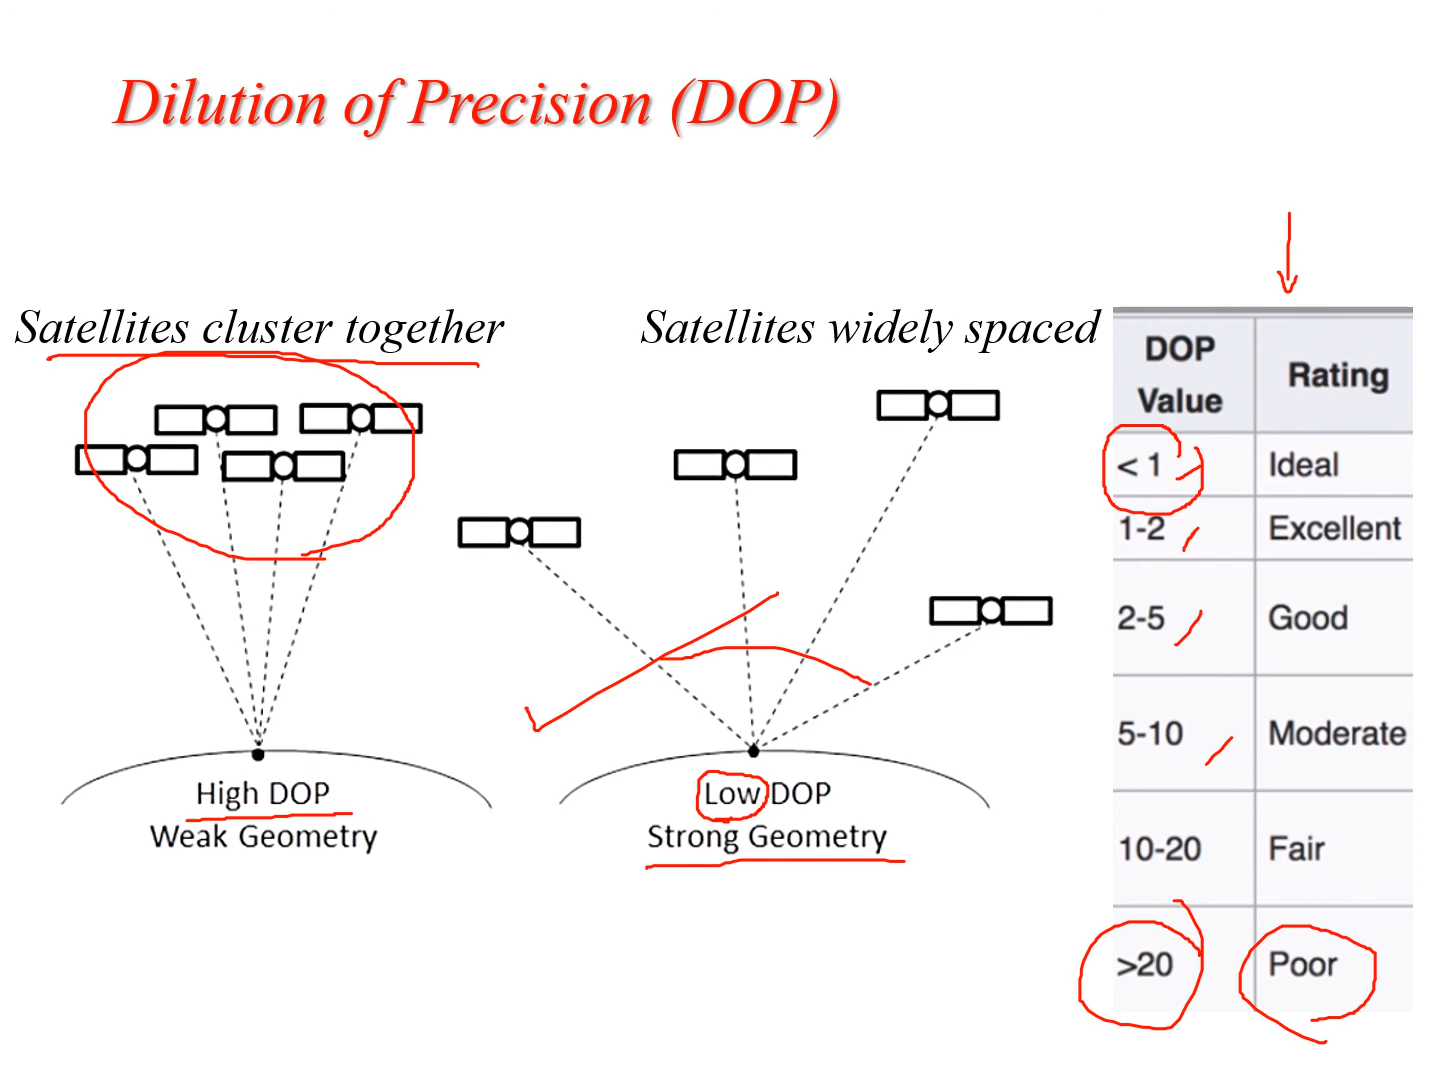 Dilution of Precision (DOP)
Satellites cluster together
High DOP
Weak Geometry
Satellites widely spaced
Low DOP
Strong Geometry
DOP Value Rating
< 1 Ideal
1-2 Excellent
2-5 Good
5-10 Moderate
10-20 Fair
>20 Poor